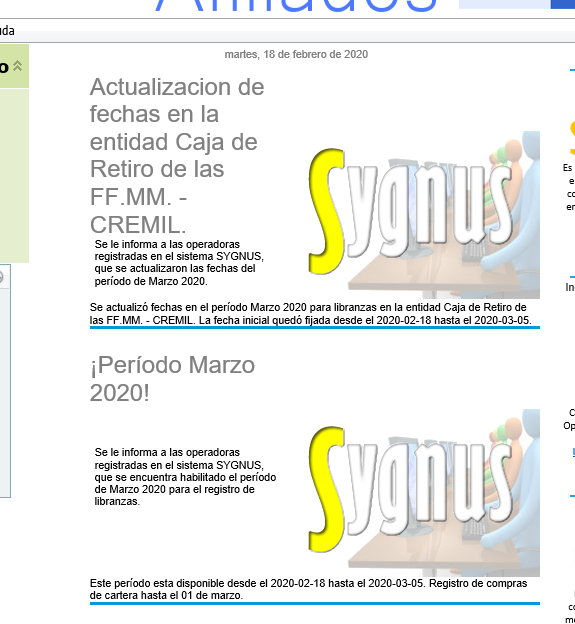 Afiliados
martes, 18 de febrero de 2020
Actualizacion de
fechas en la
entidad Caja de
Retiro de las
FF.MM. -
CREMIL.
Se le informa a las operadoras
registradas en el sistema SYGNUS,
que se actualizaron las fechas del
período de Marzo 2020.
Sygnus
Se actualizó fechas en el período Marzo 2020 para libranzas en la entidad Caja de Retiro de
las FF.MM. - CREMIL. La fecha inicial quedó fijada desde el 2020-02-18 hasta el 2020-03-05.
¡Período Marzo
2020!
Se le informa a las operadoras
registradas en el sistema SYGNUS,
que se encuentra habilitado el período
de Marzo 2020 para el registro de
libranzas.
Sygnus
Este período esta disponible desde el 2020-02-18 hasta el 2020-03-05. Registro de compras
de cartera hasta el 01 de marzo.